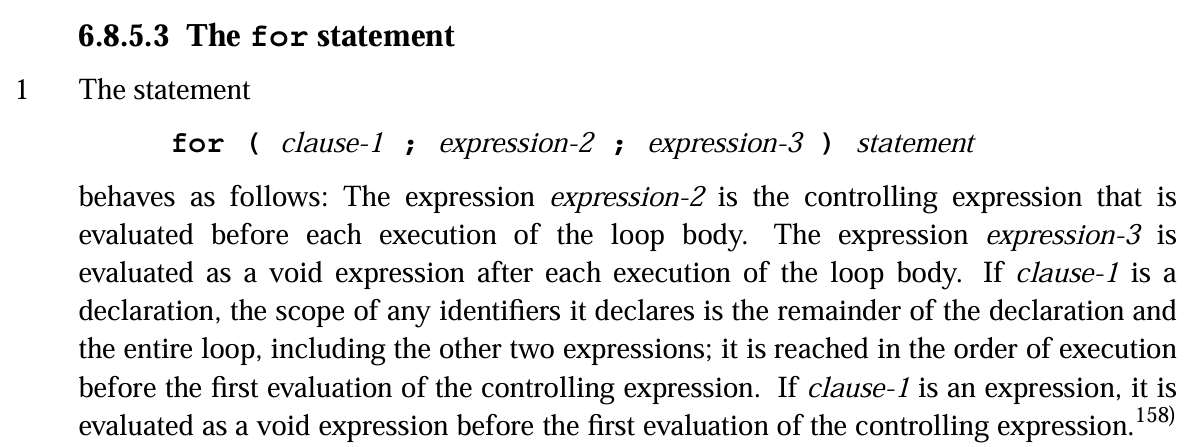 6.8.5.3 The for statement
1 The statement
for ( clause-1 ; expression-2 ; expression-3 ) statement
behaves as follows: The expression expression-2 is the controlling expression that is
evaluated before each execution of the loop body. The expression expression-3 is
evaluated as a void expression after each execution of the loop body. If clause-1 is a
declaration, the scope of any identifiers it declares is the remainder of the declaration and
the entire loop, including the other two expressions; it is reached in the order of execution
before the first evaluation of the controlling expression. If clause-1 is an expression, it is
evaluated as a void expression before the first evaluation of the controlling expression.158)